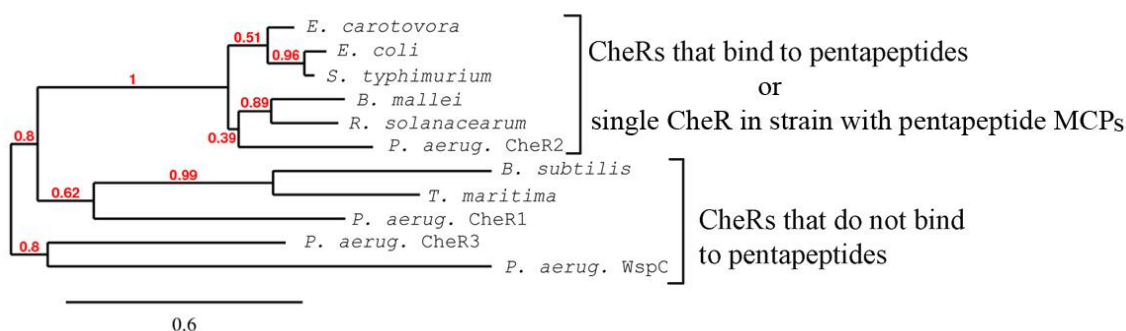 E. carotovora
0.51
E. coli
0.96
CheRs that bind to pentapeptides
S. typhimurium
1
or
B. mallei
0.89
R. solanacearum
single CheR in strain with pentapeptide MCPs
0.8
0.39
P. aerug. CheR2
B. subtilis
0.99
T. maritima
0.62
P. aerug. CheR1
CheRs that do not bind
to pentapeptides
P. aerug. CheR3
0.8
P. aerug. WspC
0.6